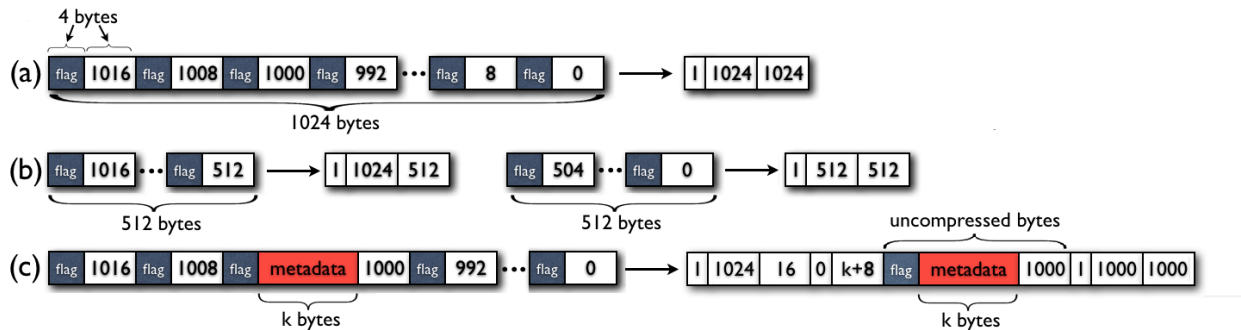 4 bytes
(a) flag 1016 flag 1008 flag 1000 flag 992 ••• flag 8 flag 0 1 1024 1024
1024 bytes
(b) flag 1016 ••• flag 512 1 1024 512 flag 504 ••• flag 0 1 512 512
512 bytes 512 bytes
uncompressed bytes
(c) flag 1016 flag 1008 flag metadata 1000 flag 992 ••• flag 0 1 1024 16 0 k+8 flag metadata 1000 1 1000 1000
k bytes k bytes